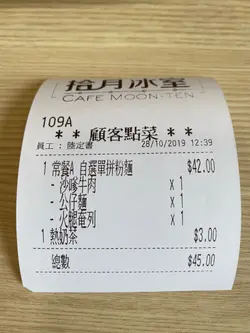 拾月冰室
CAFE MOON-TEN
109A
** 顧客點菜 **
員工 : 陸定書 28/10/2019 12:39
1 常餐A 自選單拼粉麵 $42.00
- 沙嗲牛肉 x 1
- 公仔麵 x 1
- 火腿奄列 x 1
1 熱奶茶 $3.00
總數 $45.00